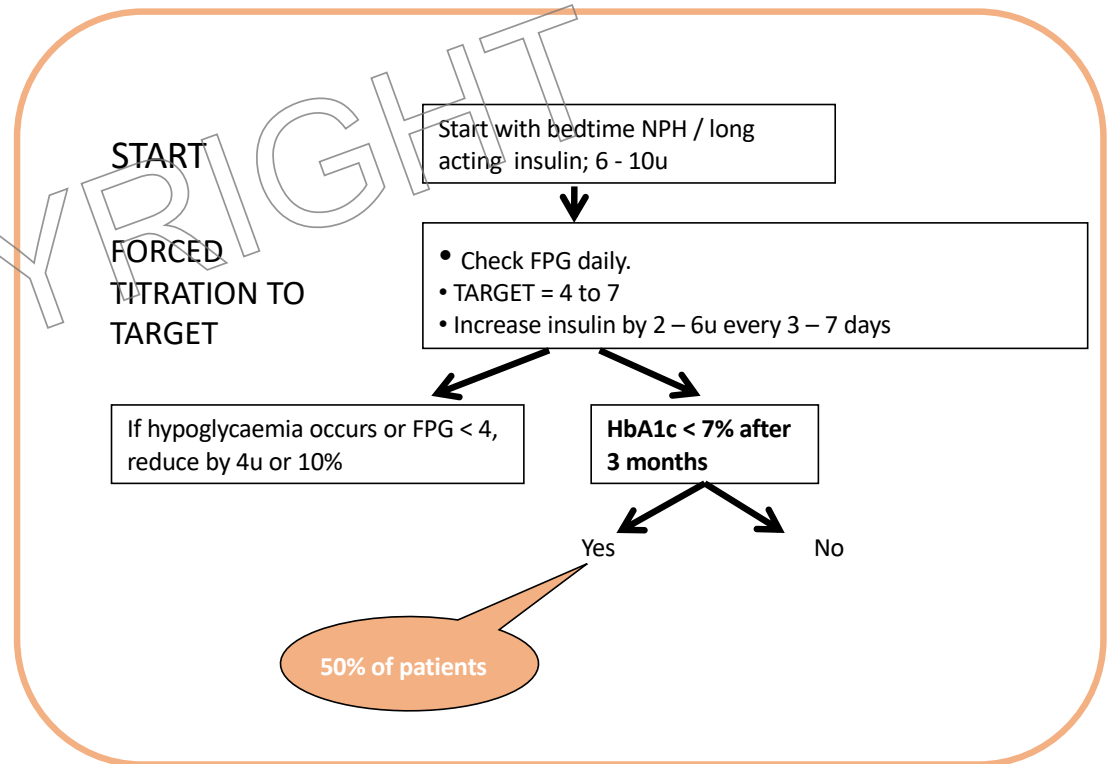 YRIGHT
START
Start with bedtime NPH / long
acting insulin; 6 - 10u
FORCED
TITRATION TO
TARGET
• Check FPG daily.
• TARGET = 4 to 7
• Increase insulin by 2 – 6u every 3 – 7 days
If hypoglycaemia occurs or FPG < 4,
reduce by 4u or 10%
HbA1c < 7% after
3 months
Yes
No
50% of patients